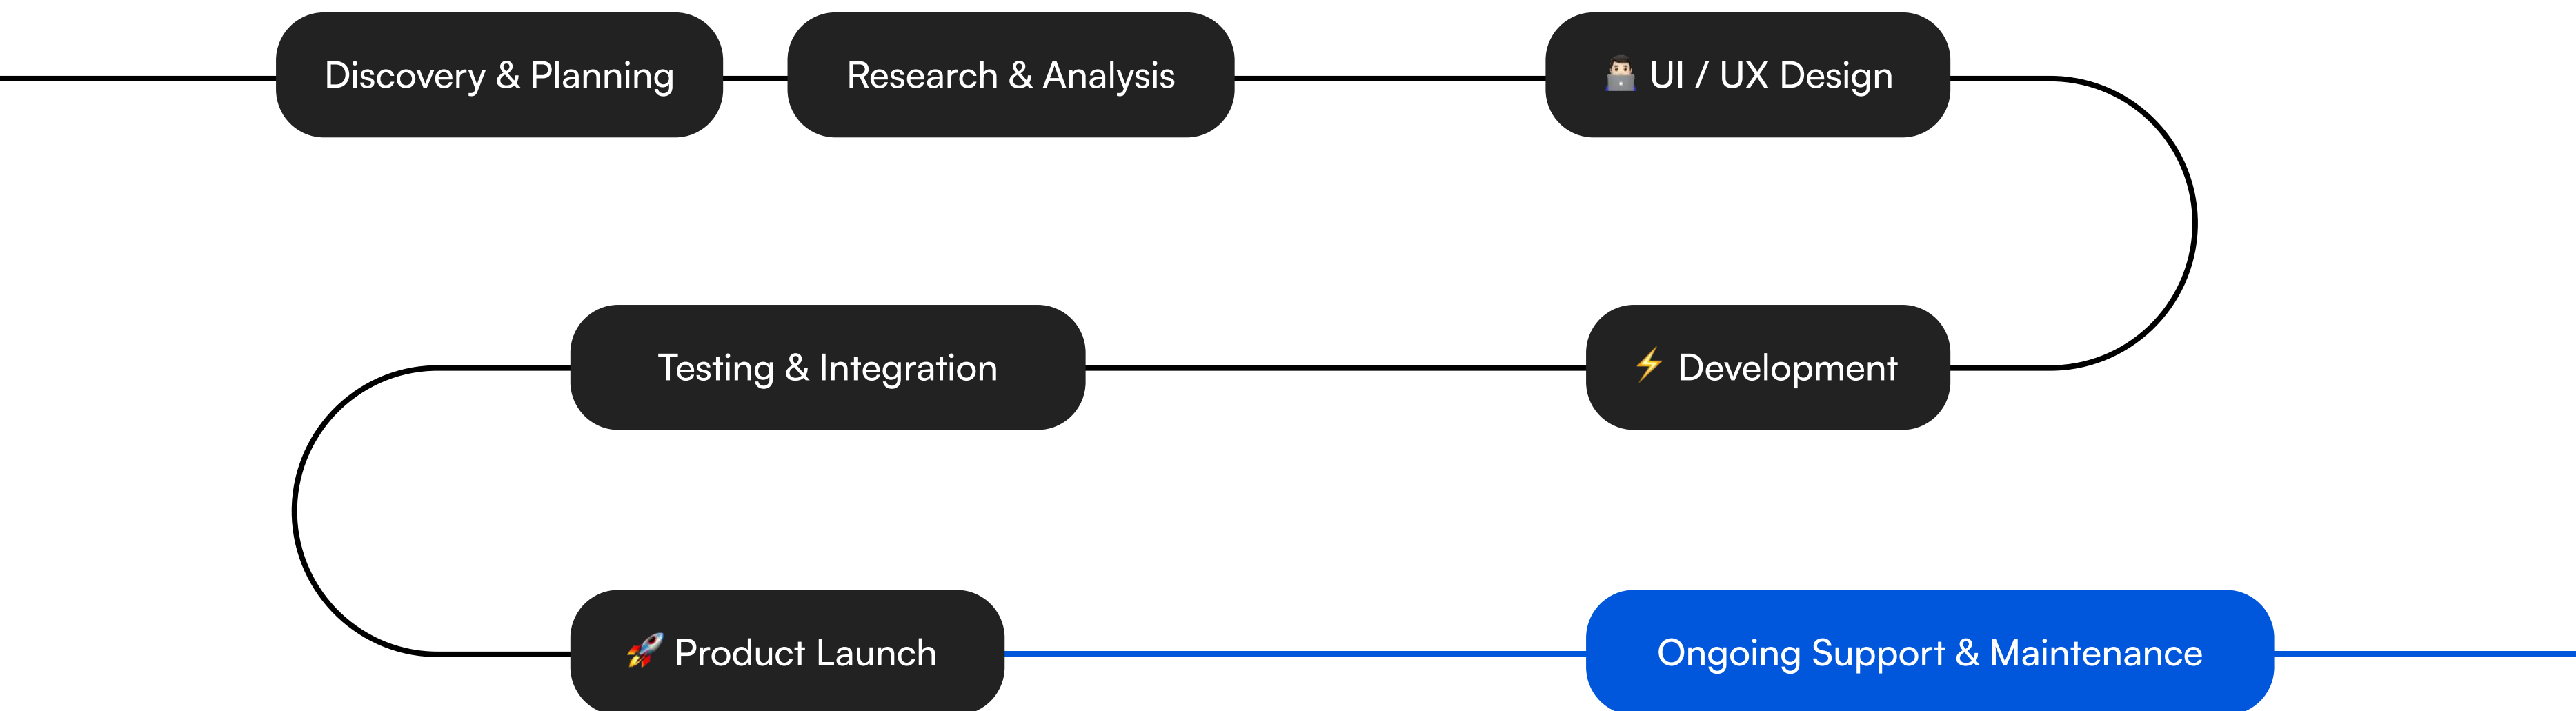 Discovery & Planning
Research & Analysis
👨🏻‍💻 UI / UX Design
⚡ Development
Testing & Integration
🚀 Product Launch
Ongoing Support & Maintenance